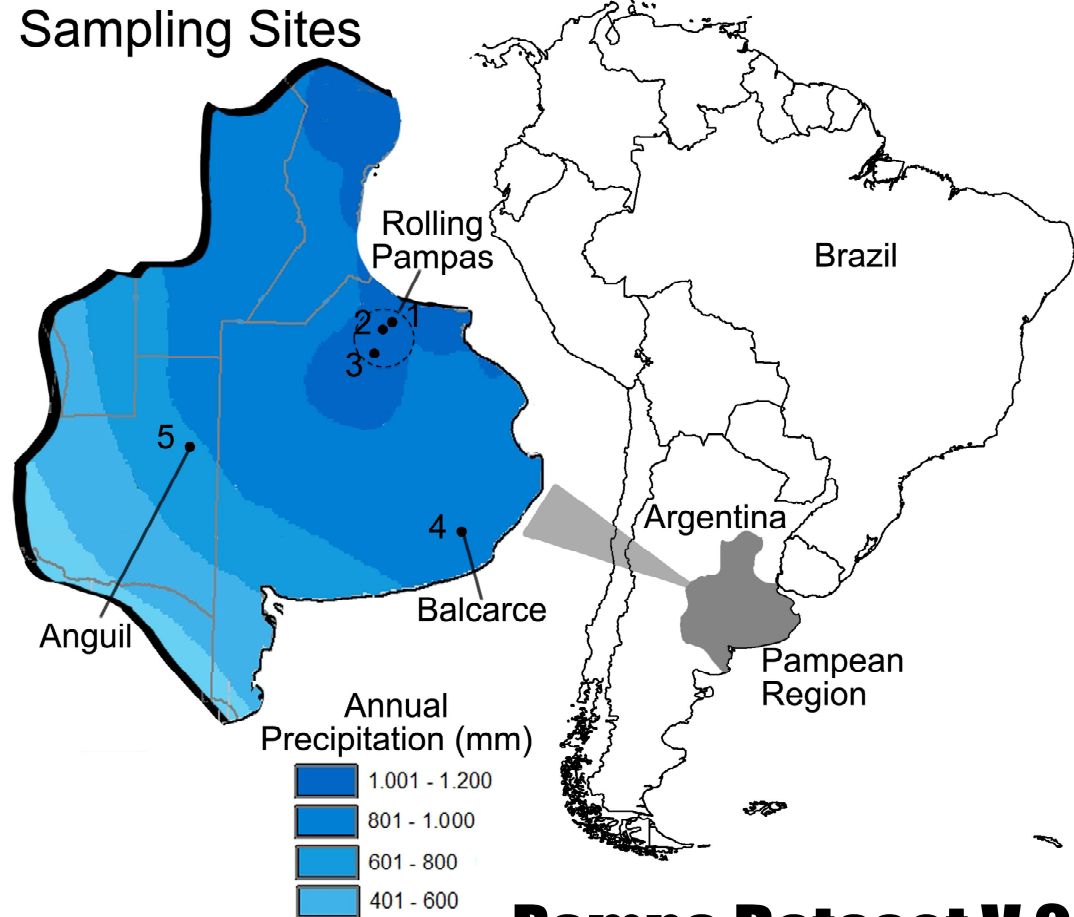 Sampling Sites
Rolling
Pampas
Brazil
1
2
3
5
4
Argentina
Balcarce
Anguil
Pampean
Region
Annual
Precipitation (mm)
1.001 - 1.200
801 - 1.000
601 - 800
401 - 600